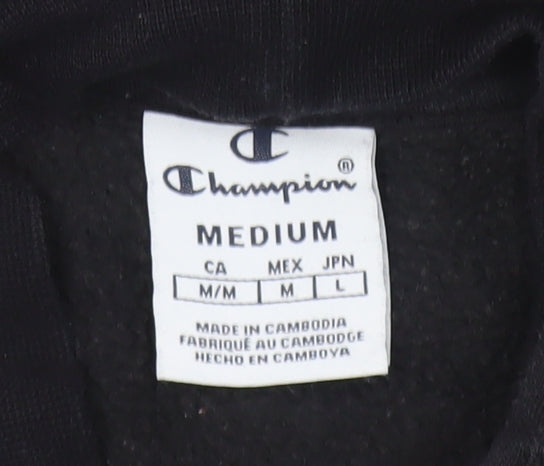 C
Champion®
MEDIUM
CA MEX JPN
M/M M L
MADE IN CAMBODIA
FABRIQUÉ AU CAMBODGE
HECHO EN CAMBOYA